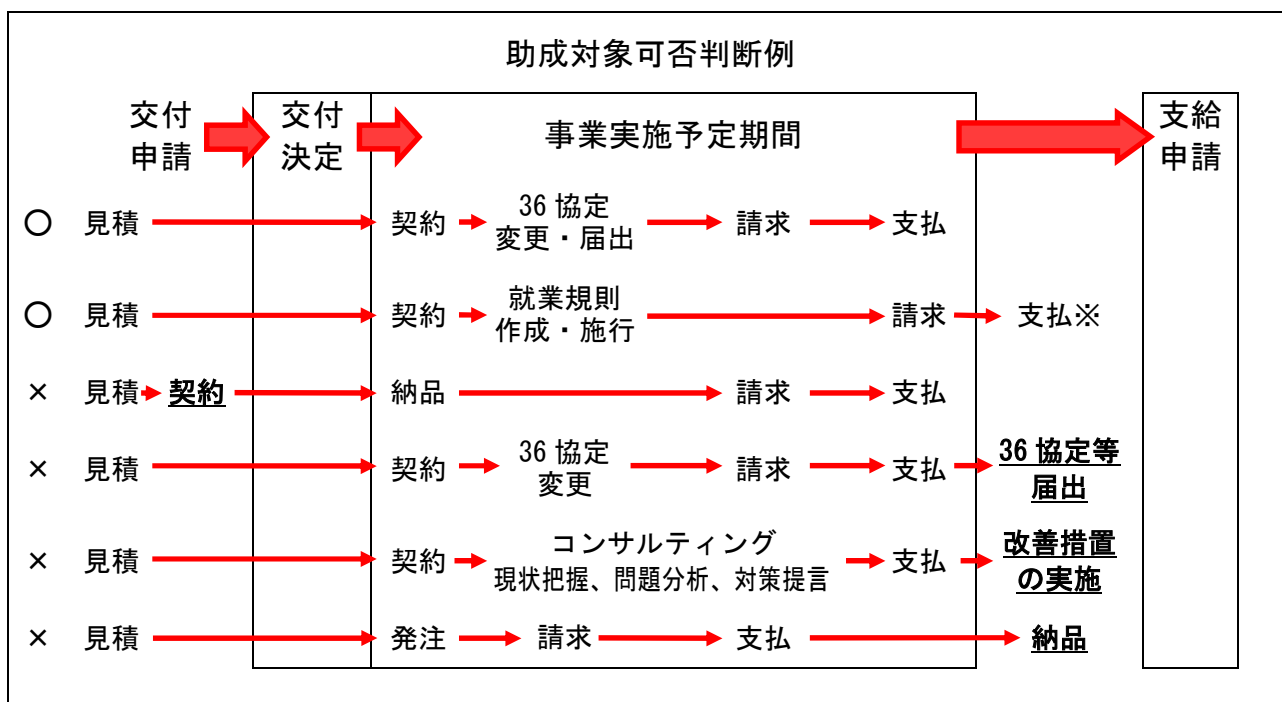 助成対象可否判断例
交付申請
交付決定
事業実施予定期間
支給申請
○ 見積 契約 36協定変更・届出 請求 支払
○ 見積 契約 就業規則作成・施行 請求 支払※
× 見積 契約 納品 請求 支払
× 見積 契約 36協定変更 請求 支払 36協定等届出
× 見積 契約 コンサルティング現状把握、問題分析、対策提言 支払 改善措置の実施
× 見積 発注 請求 支払 納品